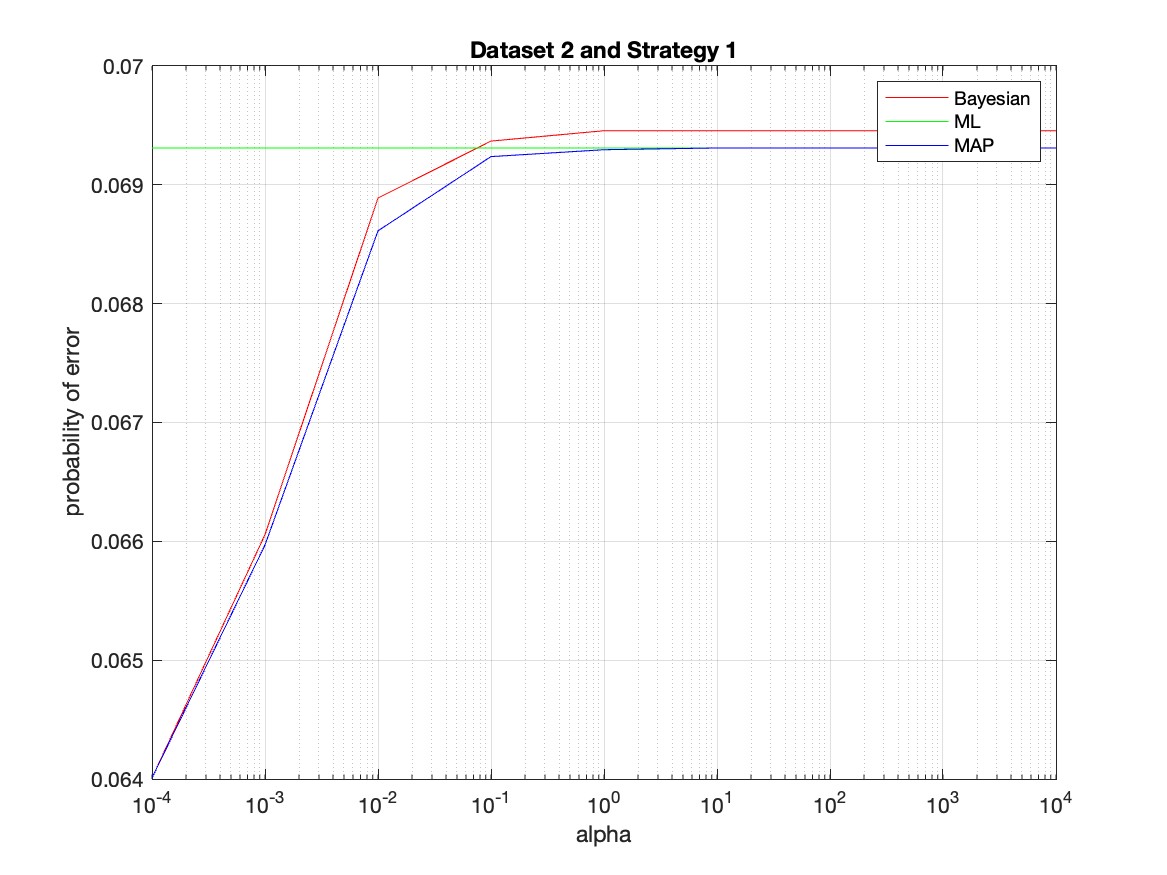 Dataset 2 and Strategy 1
Bayesian
ML
MAP
probability of error
0.07
0.069
0.068
0.067
0.066
0.065
0.064
10^-4 10^-3 10^-2 10^-1 10^0 10^1 10^2 10^3 10^4
alpha